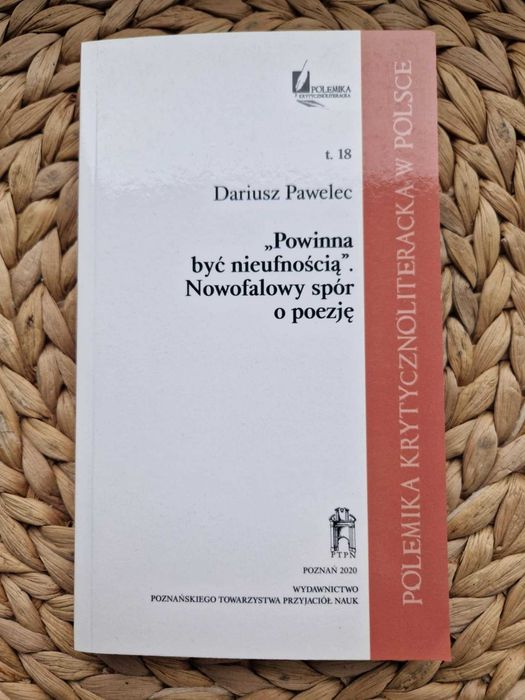 POLEMIKA
KRYTYCZNOLITERACKA
t. 18
Dariusz Pawelec
„Powinna
być nieufnością”.
Nowofalowy spór
o poezję
PTPN
POZNAŃ 2020
WYDAWNICTWO
POZNAŃSKIEGO TOWARZYSTWA PRZYJACIÓŁ NAUK
POLEMIKA KRYTYCZNOLITERACKA W POLSCE